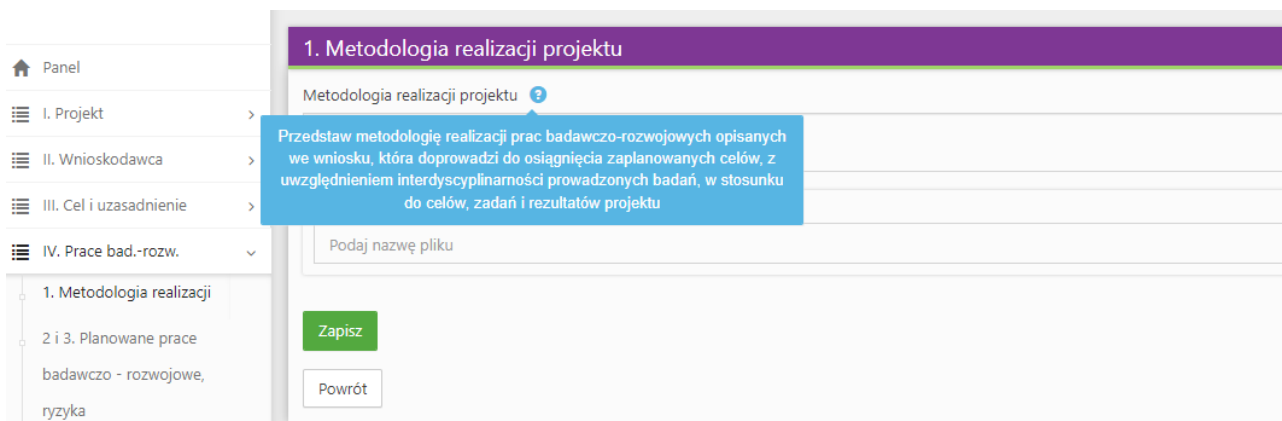 Panel
I. Projekt
II. Wnioskodawca
III. Cel i uzasadnienie
IV. Prace bad.-rozw.
1. Metodologia realizacji
2 i 3. Planowane prace
badawczo - rozwojowe,
ryzyka
1. Metodologia realizacji projektu
Metodologia realizacji projektu ?
Przedstaw metodologię realizacji prac badawczo-rozwojowych opisanych
we wniosku, która doprowadzi do osiągnięcia zaplanowanych celów, z
uwzględnieniem interdyscyplinarności prowadzonych badań, w stosunku
do celów, zadań i rezultatów projektu
Podaj nazwę pliku
Zapisz
Powrót